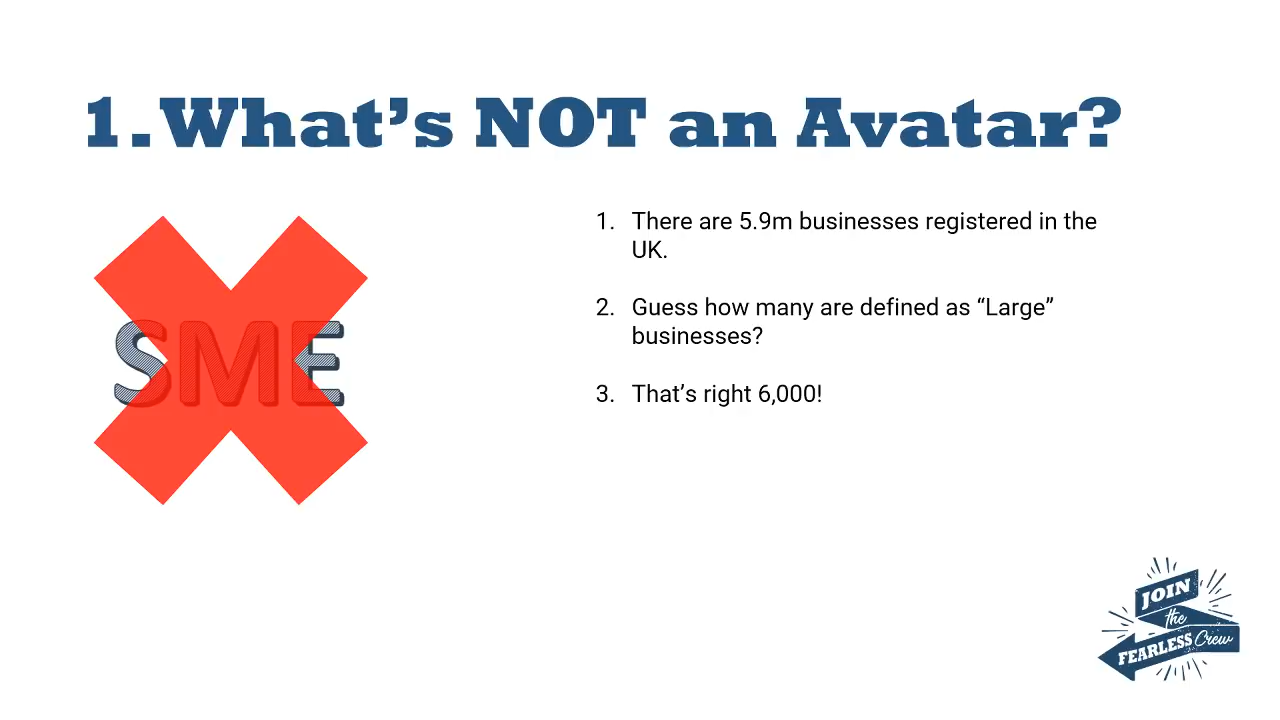 1. What’s NOT an Avatar?
SME
1. There are 5.9m businesses registered in the
UK.
2. Guess how many are defined as “Large”
businesses?
3. That’s right 6,000!
JOIN
the
FEARLESS Crew